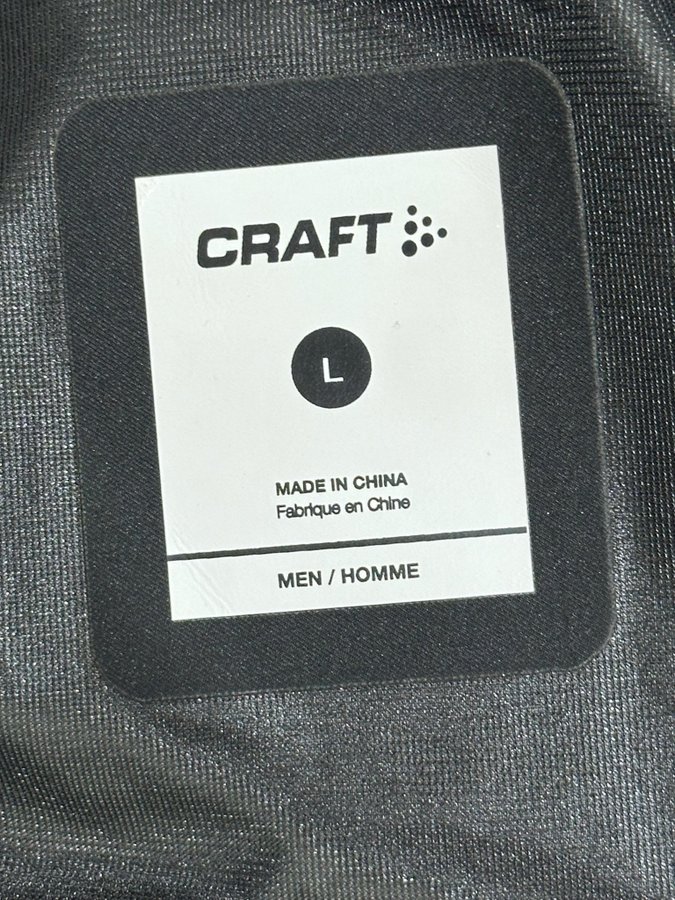 CRAFT
L
MADE IN CHINA
Fabrique en Chine
MEN / HOMME